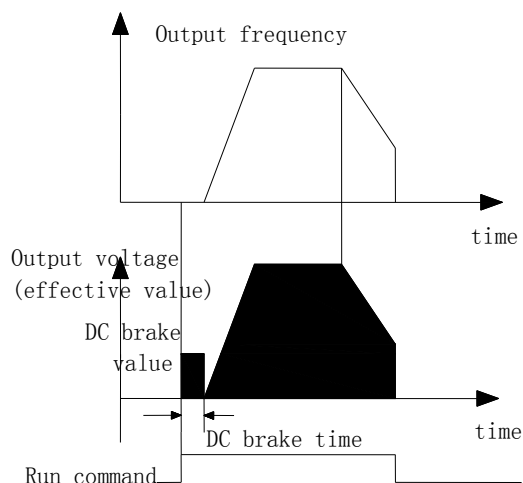 Output frequency
time
Output voltage
(effective value)
DC brake
value
time
DC brake time
Run command